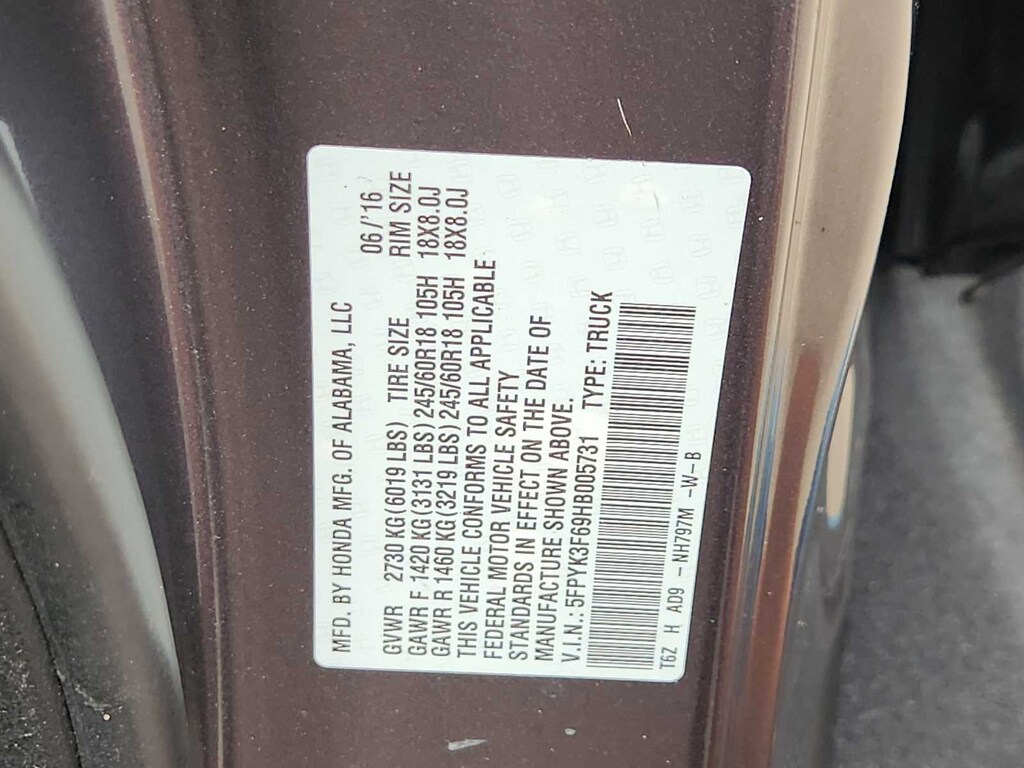 MFD. BY HONDA MFG. OF ALABAMA, LLC 06/'16
GVWR 2730 KG(6019 LBS) TIRE SIZE RIM SIZE
GAWR F 1420 KG(3131 LBS) 245/60R18 105H 18X8.0J
GAWR R 1460 KG(3219 LBS) 245/60R18 105H 18X8.0J
THIS VEHICLE CONFORMS TO ALL APPLICABLE
FEDERAL MOTOR VEHICLE SAFETY
STANDARDS IN EFFECT ON THE DATE OF
MANUFACTURE SHOWN ABOVE.
V.I.N.: 5FPYK3F69HB005731 TYPE: TRUCK
T6Z H AD9 - NH797M -W-B